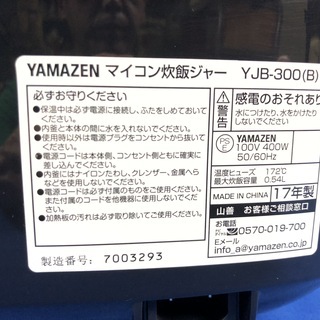 YAMAZEN マイコン炊飯ジャー YJB-300(B)
必ずお守りください
●保温中は必ず電源に接続し、ふたをしめておいてください。
●内釜と本体の間に水を入れないでください。
●使用時以外は電源プラグをコンセントから抜いてください。
●電源コードは本体側、コンセント側ともに確実に差し込んでください。
●内釜にはナイロンたわし、クレンザー、金属へらなどを使用しないでください。
●電源コードは必ず付属のものをご使用ください。また付属のコードを他機器に使用しないでください。
●加熱板の汚れは必ず取り除いてください。
製造番号: 7003293
警告
感電のおそれあり
水につけたり、水をかけたりしないでください
PS E
YAMAZEN
100V 400W
50/60Hz
温度ヒューズ 172℃
最大炊飯容量 0.54L
MADE IN CHINA 17年製
山善 お客様ご相談窓口
お電話
0570-019-700
Eメール
info_a@yamazen.co.jp